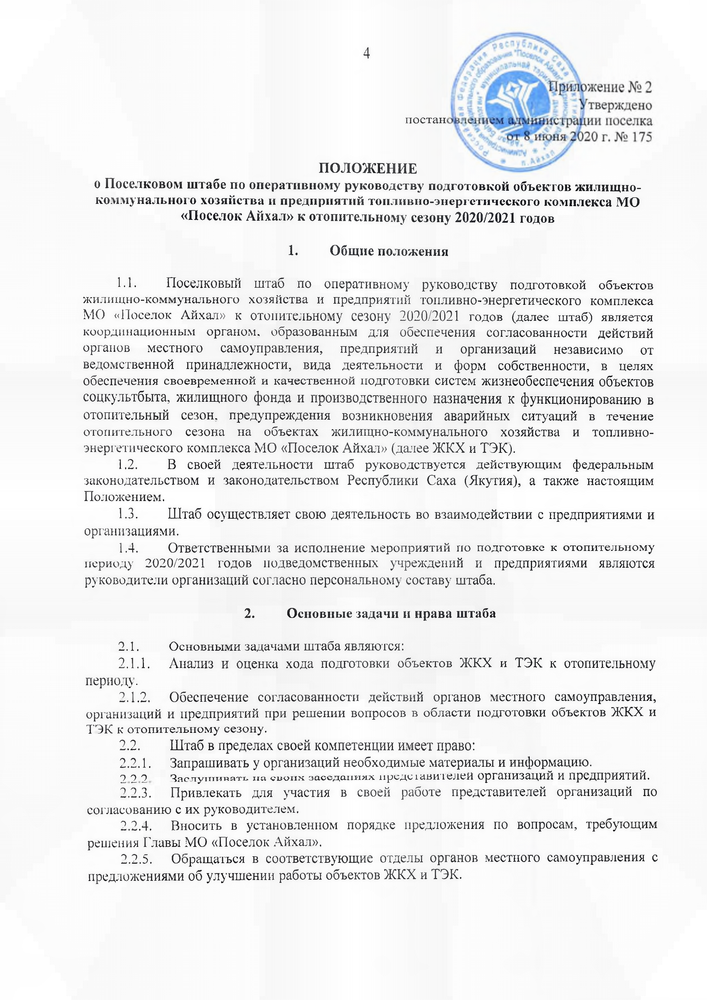 4
Приложение № 2
Утверждено
постановлением администрации поселка
от 8 июня 2020 г. № 175
Российская Федерация Республика Саха (Якутия)
п.Айхал
ПОЛОЖЕНИЕ
о Поселковом штабе по оперативному руководству подготовкой объектов жилищно-
коммунального хозяйства и предприятий топливно-энергетического комплекса МО
«Поселок Айхал» к отопительному сезону 2020/2021 годов
1. Общие положения
1.1. Поселковый штаб по оперативному руководству подготовкой объектов
жилищно-коммунального хозяйства и предприятий топливно-энергетического комплекса
МО «Поселок Айхал» к отопительному сезону 2020/2021 годов (далее штаб) является
координационным органом, образованным для обеспечения согласованности действий
органов местного самоуправления, предприятий и организаций независимо от
ведомственной принадлежности, вида деятельности и форм собственности, в целях
обеспечения своевременной и качественной подготовки систем жизнеобеспечения объектов
соцкультбыта, жилищного фонда и производственного назначения к функционированию в
отопительный сезон, предупреждения возникновения аварийных ситуаций в течение
отопительного сезона на объектах жилищно-коммунального хозяйства и топливно-
энергетического комплекса МО «Поселок Айхал» (далее ЖКХ и ТЭК).
1.2. В своей деятельности штаб руководствуется действующим федеральным
законодательством и законодательством Республики Саха (Якутия), а также настоящим
Положением.
1.3. Штаб осуществляет свою деятельность во взаимодействии с предприятиями и
организациями.
1.4. Ответственными за исполнение мероприятий по подготовке к отопительному
периоду 2020/2021 годов подведомственных учреждений и предприятиями являются
руководители организаций согласно персональному составу штаба.
2. Основные задачи и права штаба
2.1. Основными задачами штаба являются:
2.1.1. Анализ и оценка хода подготовки объектов ЖКХ и ТЭК к отопительному
периоду.
2.1.2. Обеспечение согласованности действий органов местного самоуправления,
организаций и предприятий при решении вопросов в области подготовки объектов ЖКХ и
ТЭК к отопительному сезону.
2.2. Штаб в пределах своей компетенции имеет право:
2.2.1. Запрашивать у организаций необходимые материалы и информацию.
2.2.2. Заслушивать на своих заседаниях представителей организаций и предприятий.
2.2.3. Привлекать для участия в своей работе представителей организаций по
согласованию с их руководителем.
2.2.4. Вносить в установленном порядке предложения по вопросам, требующим
решения Главы МО «Поселок Айхал».
2.2.5. Обращаться в соответствующие отделы органов местного самоуправления с
предложениями об улучшении работы объектов ЖКХ и ТЭК.